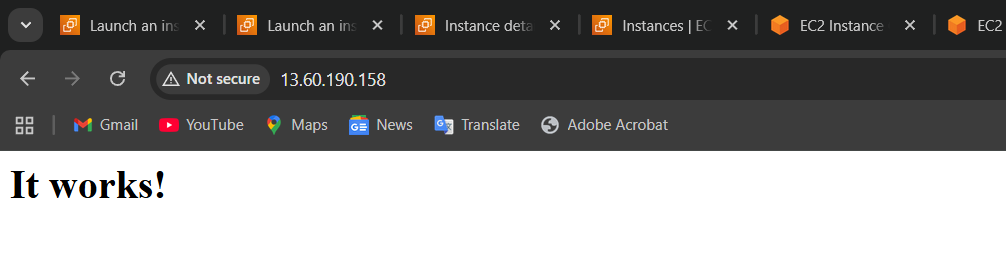 Launch an ins Launch an ins Instance deta Instances | EC EC2 Instance EC2
Not secure 13.60.190.158
Gmail YouTube Maps News Translate Adobe Acrobat
It works!